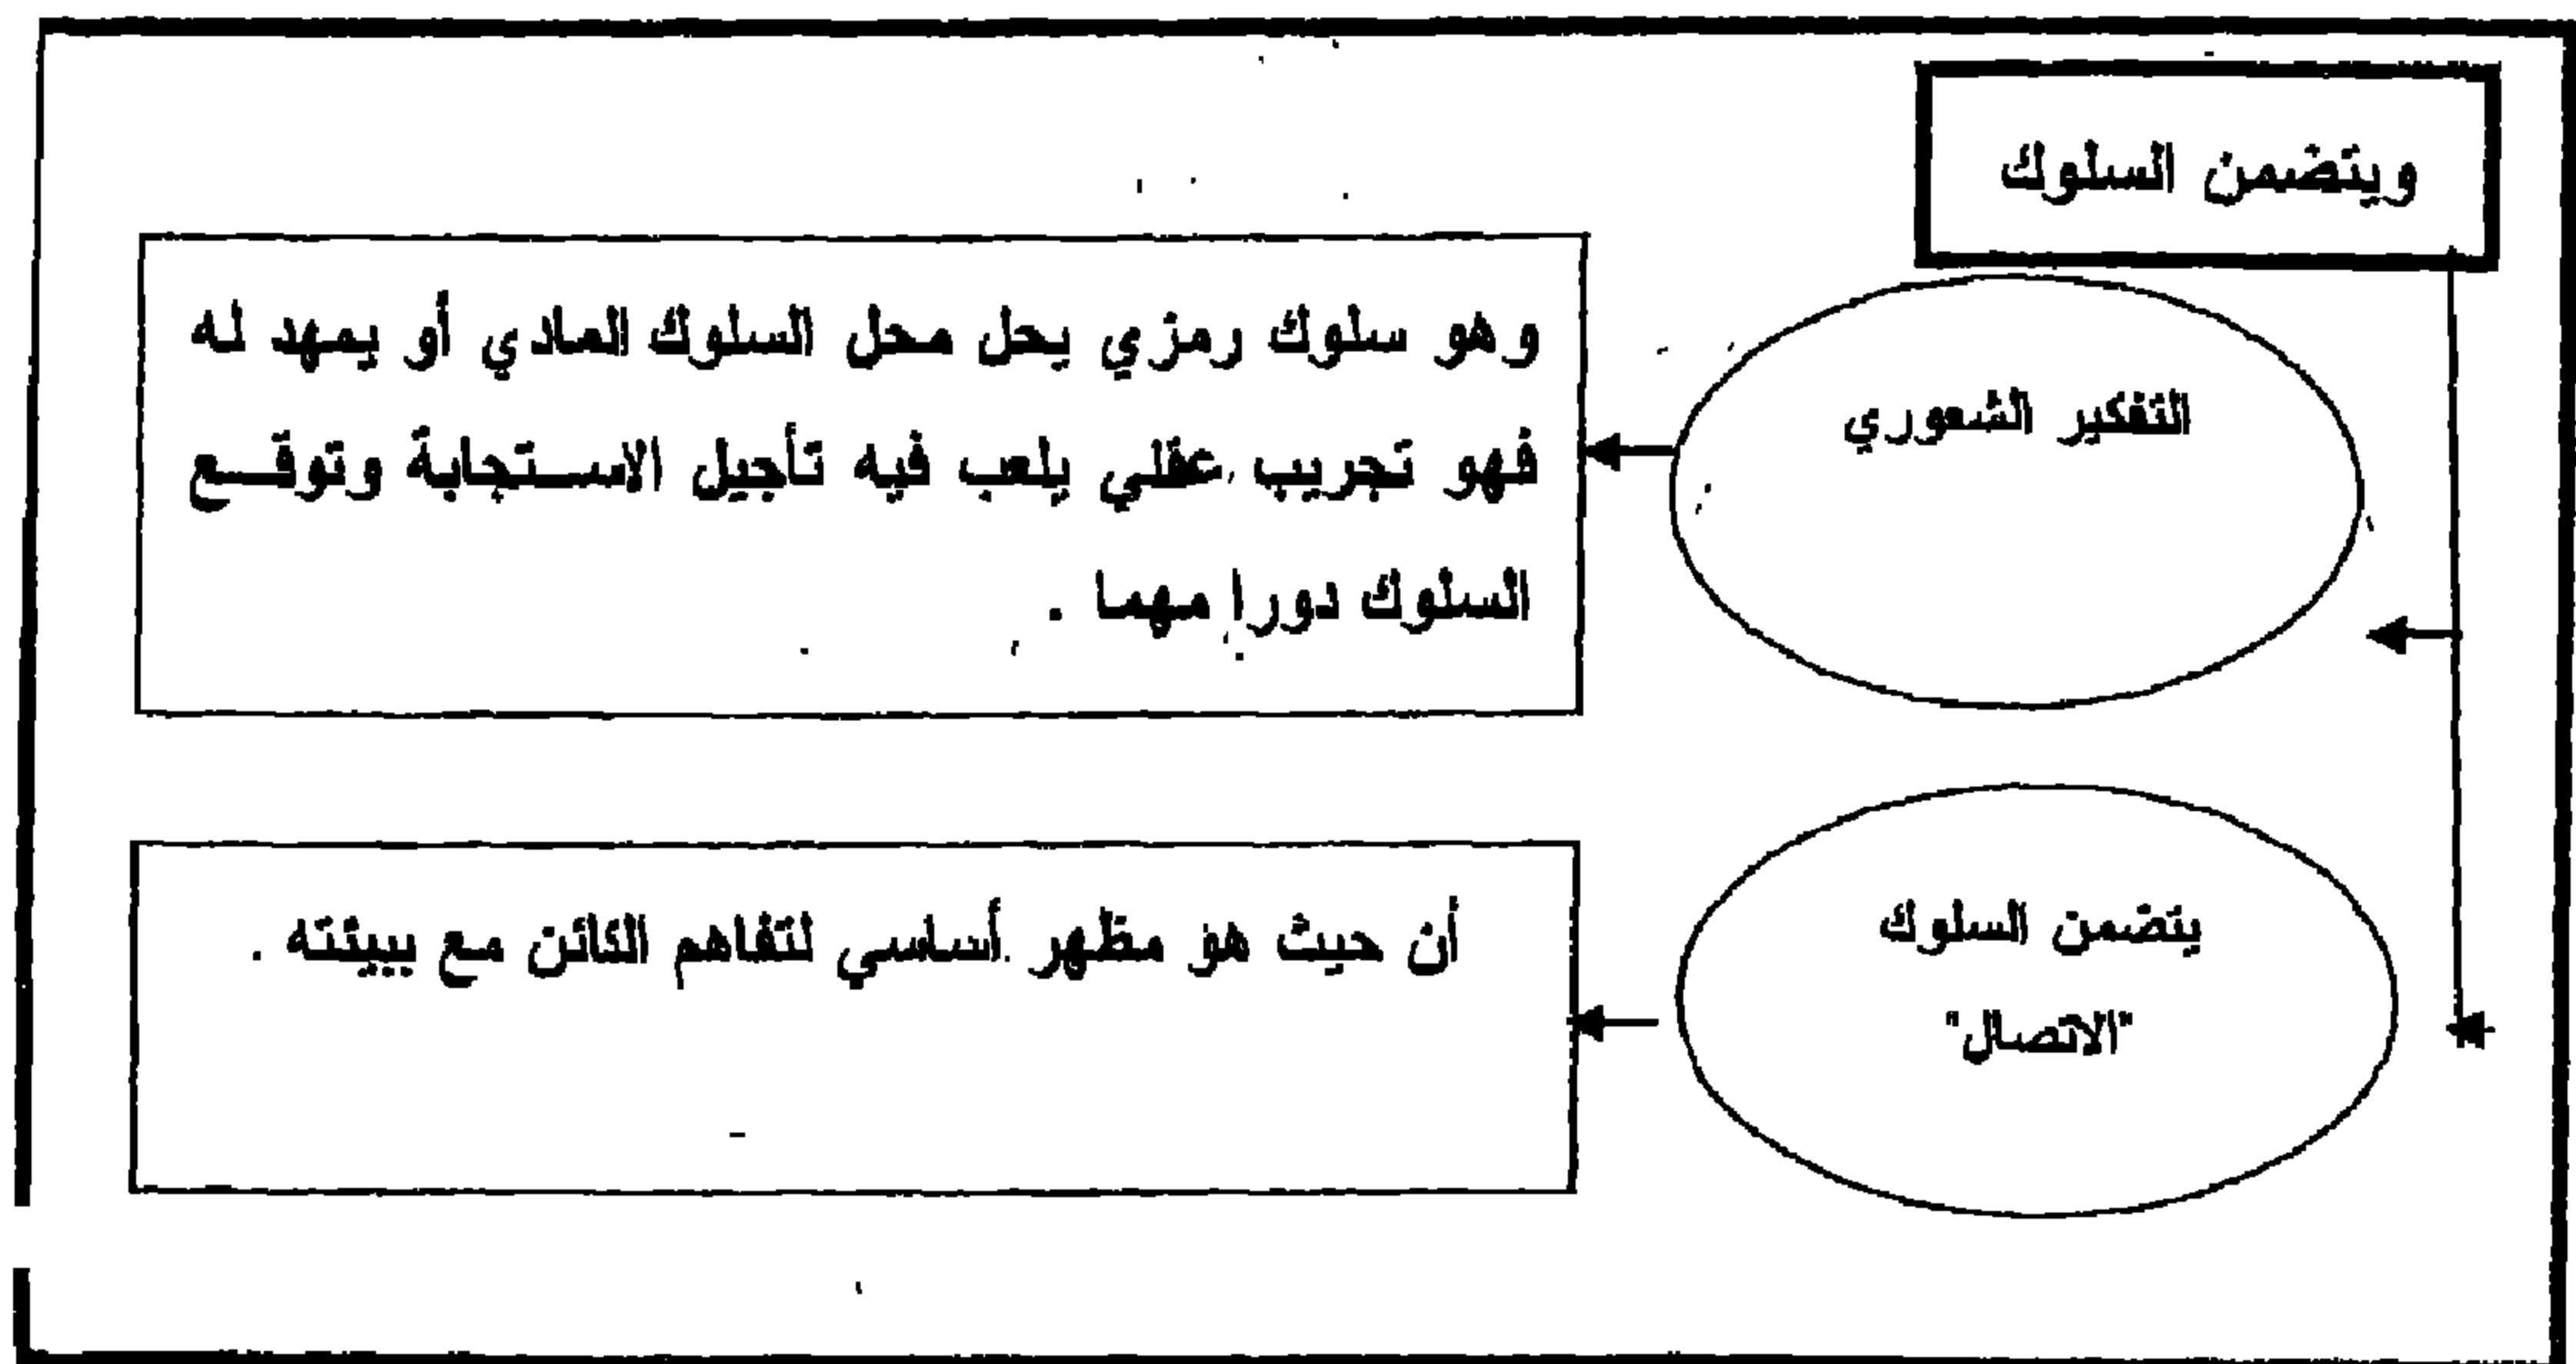 ويتضمن السلوك
التفكير الشعوري
وهو سلوك رمزي يحل محل السلوك المادي أو يمهد له
فهو تجريب عقلي يلعب فيه تأجيل الاستجابة وتوقع
السلوك دورا مهما .
يتضمن السلوك
"الاتصال"
أن حيث هو مظهر أساسي لتفاهم الكائن مع ببيئته .